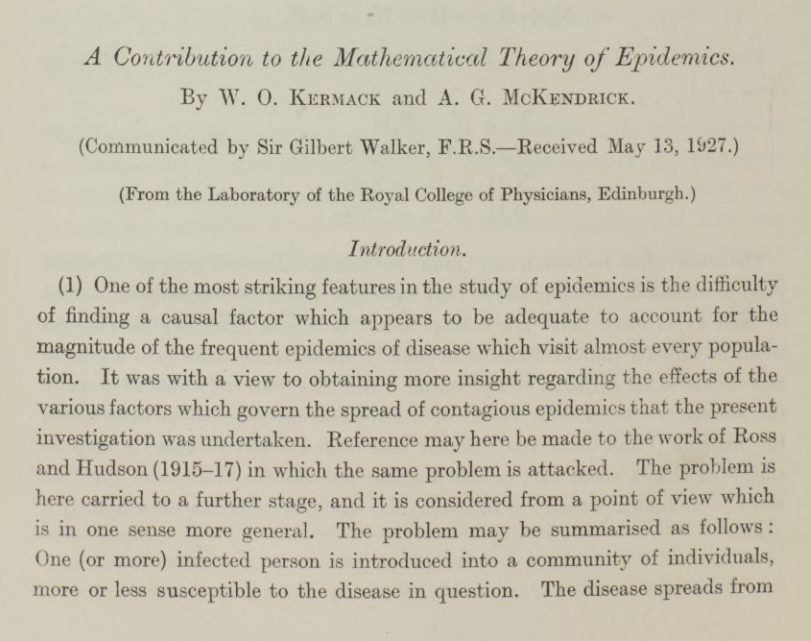 A Contribution to the Mathematical Theory of Epidemics.
By W. O. KERMACK and A. G. MCKENDRICK.
(Communicated by Sir Gilbert Walker, F.R.S.—Received May 13, 1927.)
(From the Laboratory of the Royal College of Physicians, Edinburgh.)
Introduction.
(1) One of the most striking features in the study of epidemics is the difficulty
of finding a causal factor which appears to be adequate to account for the
magnitude of the frequent epidemics of disease which visit almost every popula-
tion. It was with a view to obtaining more insight regarding the effects of the
various factors which govern the spread of contagious epidemics that the present
investigation was undertaken. Reference may here be made to the work of Ross
and Hudson (1915–17) in which the same problem is attacked. The problem is
here carried to a further stage, and it is considered from a point of view which
is in one sense more general. The problem may be summarised as follows:
One (or more) infected person is introduced into a community of individuals,
more or less susceptible to the disease in question. The disease spreads from